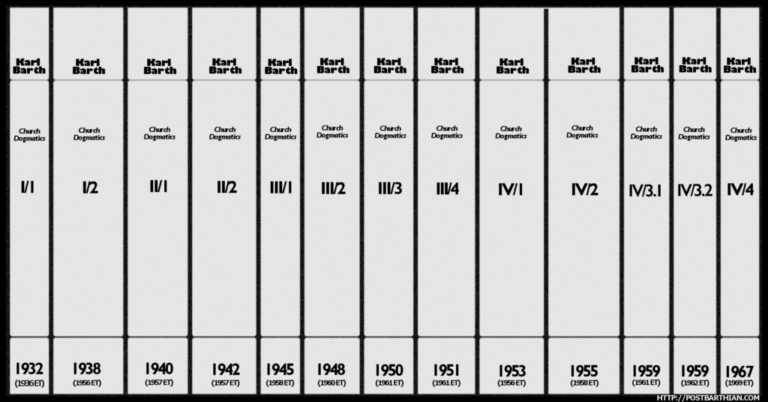 Karl Barth
Church Dogmatics
I/1
1932
(1936 ET)
Karl Barth
Church Dogmatics
I/2
1938
(1956 ET)
Karl Barth
Church Dogmatics
II/1
1940
(1957 ET)
Karl Barth
Church Dogmatics
II/2
1942
(1957 ET)
Karl Barth
Church Dogmatics
III/1
1945
(1958 ET)
Karl Barth
Church Dogmatics
III/2
1948
(1960 ET)
Karl Barth
Church Dogmatics
III/3
1950
(1961 ET)
Karl Barth
Church Dogmatics
III/4
1951
(1961 ET)
Karl Barth
Church Dogmatics
IV/1
1953
(1956 ET)
Karl Barth
Church Dogmatics
IV/2
1955
(1958 ET)
Karl Barth
Church Dogmatics
IV/3.1
1959
(1961 ET)
Karl Barth
Church Dogmatics
IV/3.2
1959
(1962 ET)
Karl Barth
Church Dogmatics
IV/4
1967
(1969 ET)
HTTP://POSTBARTHIAN.COM